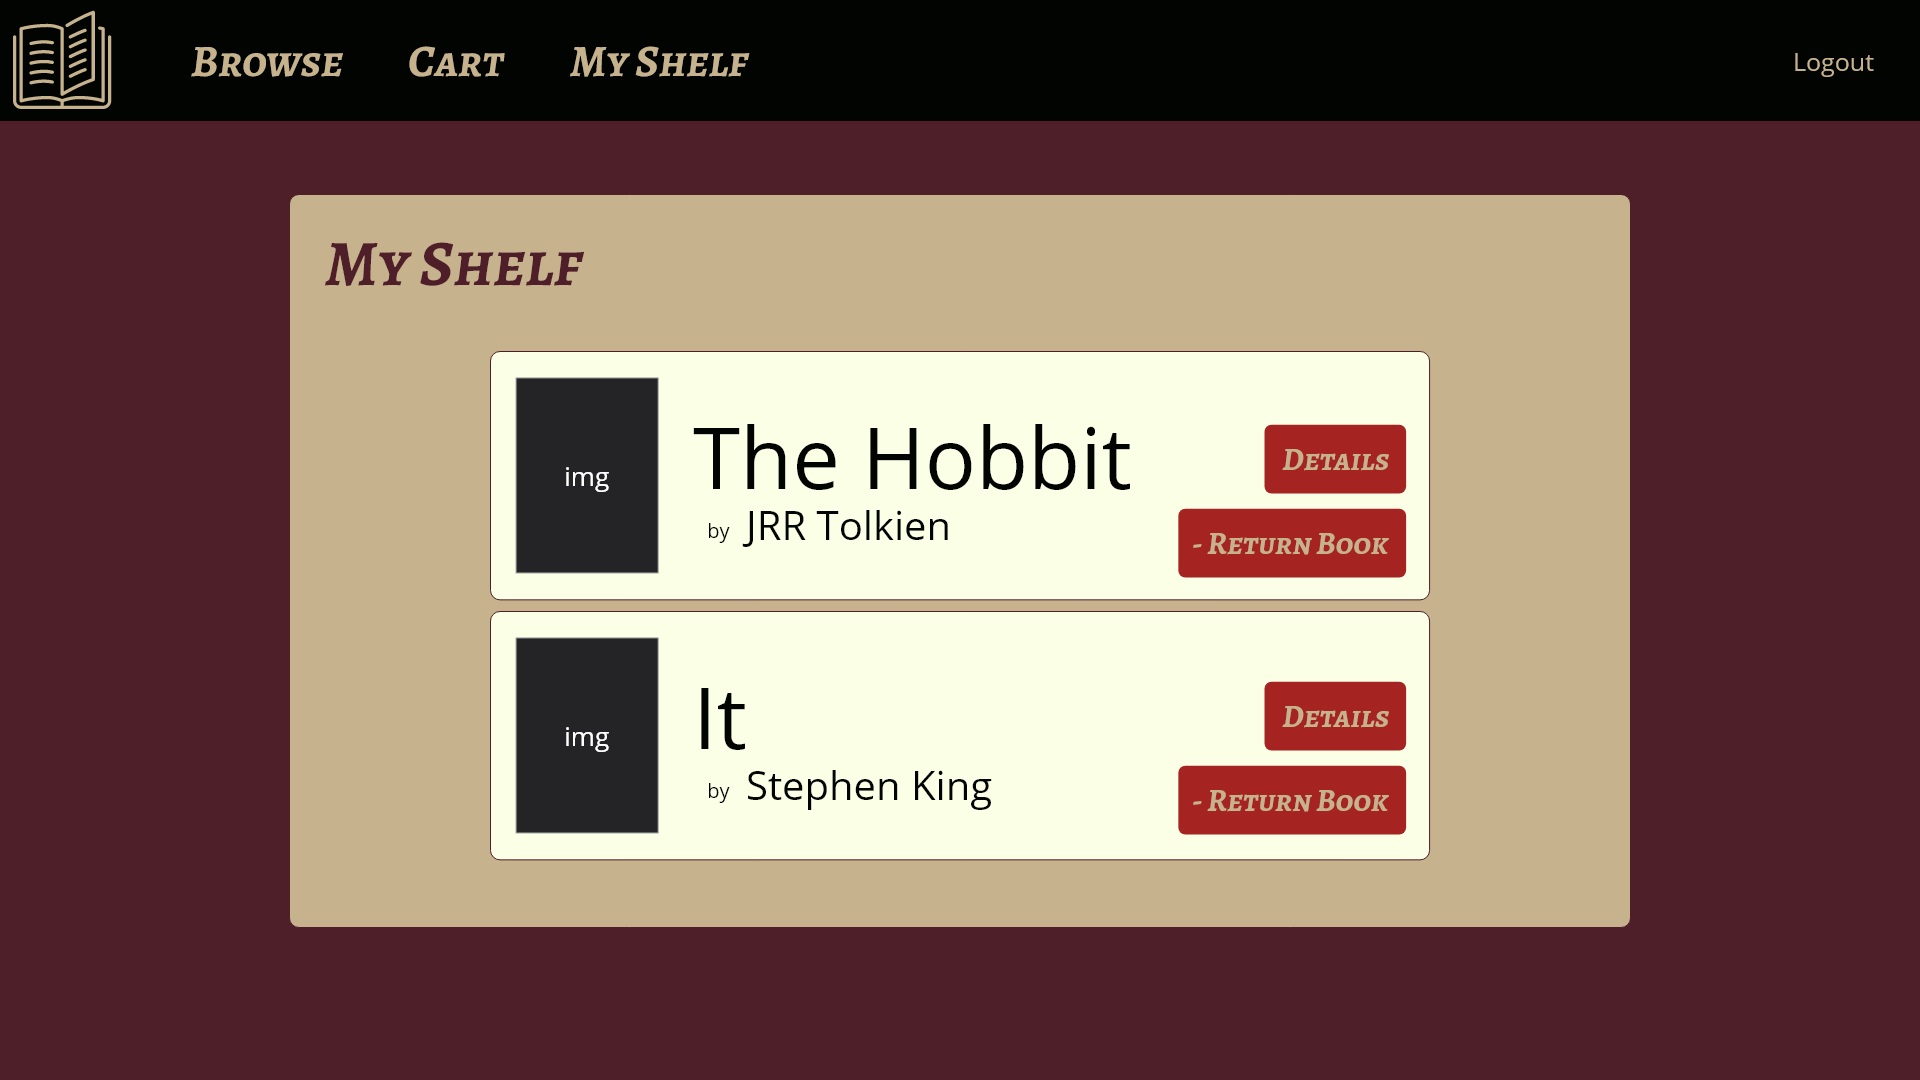 Browse Cart My Shelf Logout
My Shelf
img
The Hobbit
by JRR Tolkien
Details
- Return Book
img
It
by Stephen King
Details
- Return Book